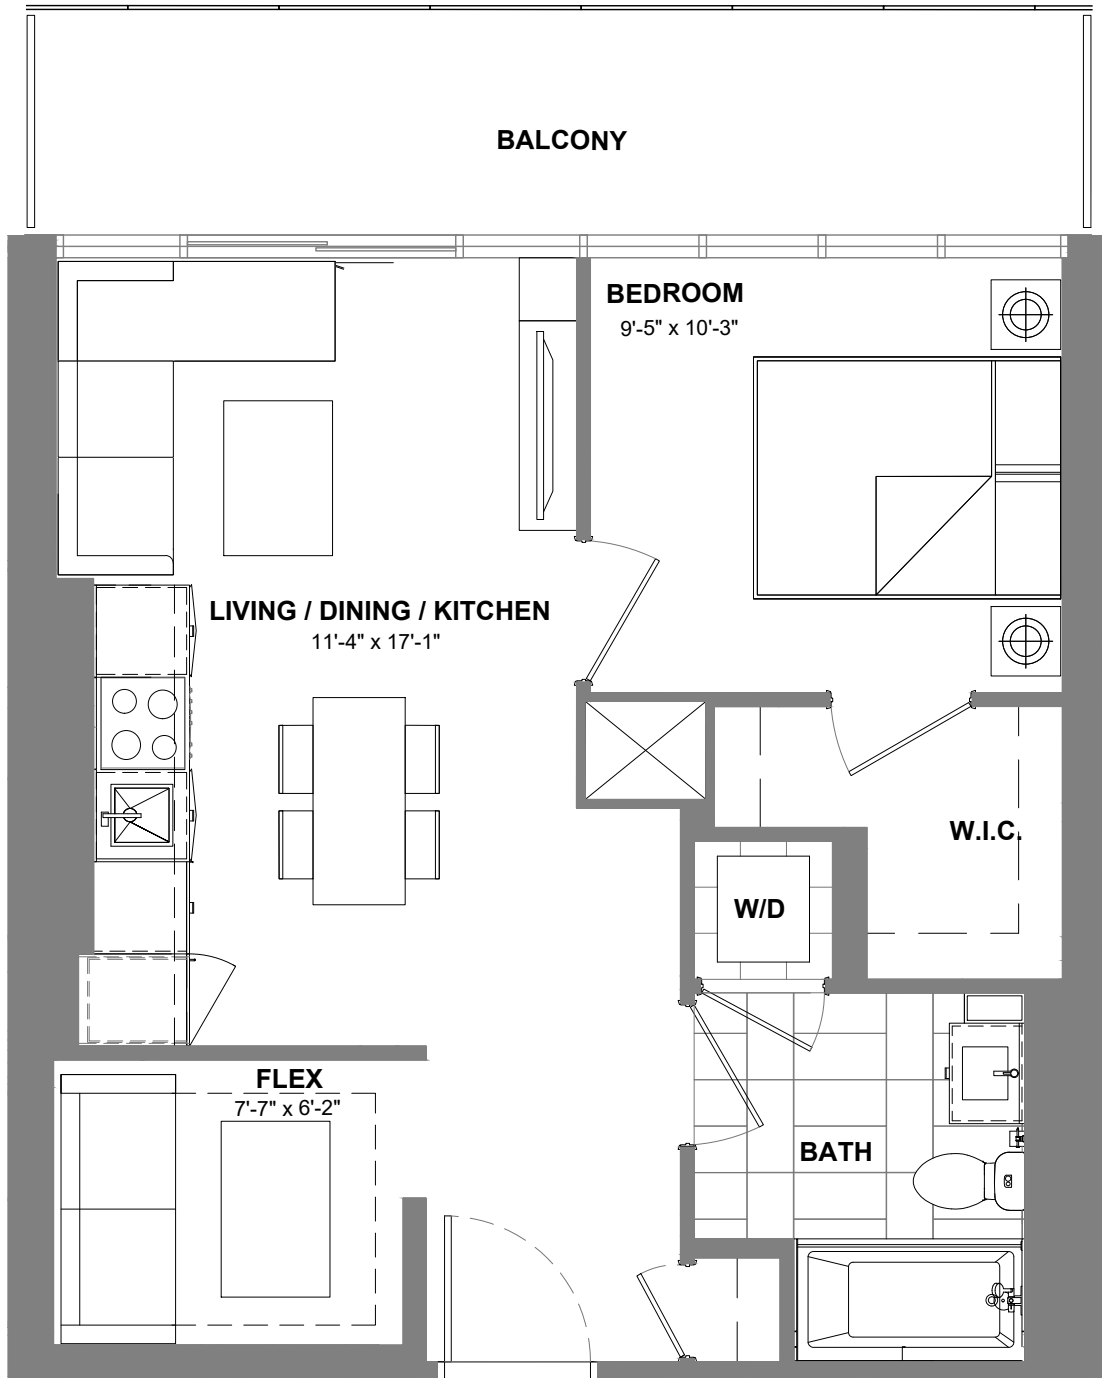 BALCONY
BEDROOM
9'-5" x 10'-3"
LIVING / DINING / KITCHEN
11'-4" x 17'-1"
W.I.C.
W/D
FLEX
7'-7" x 6'-2"
BATH